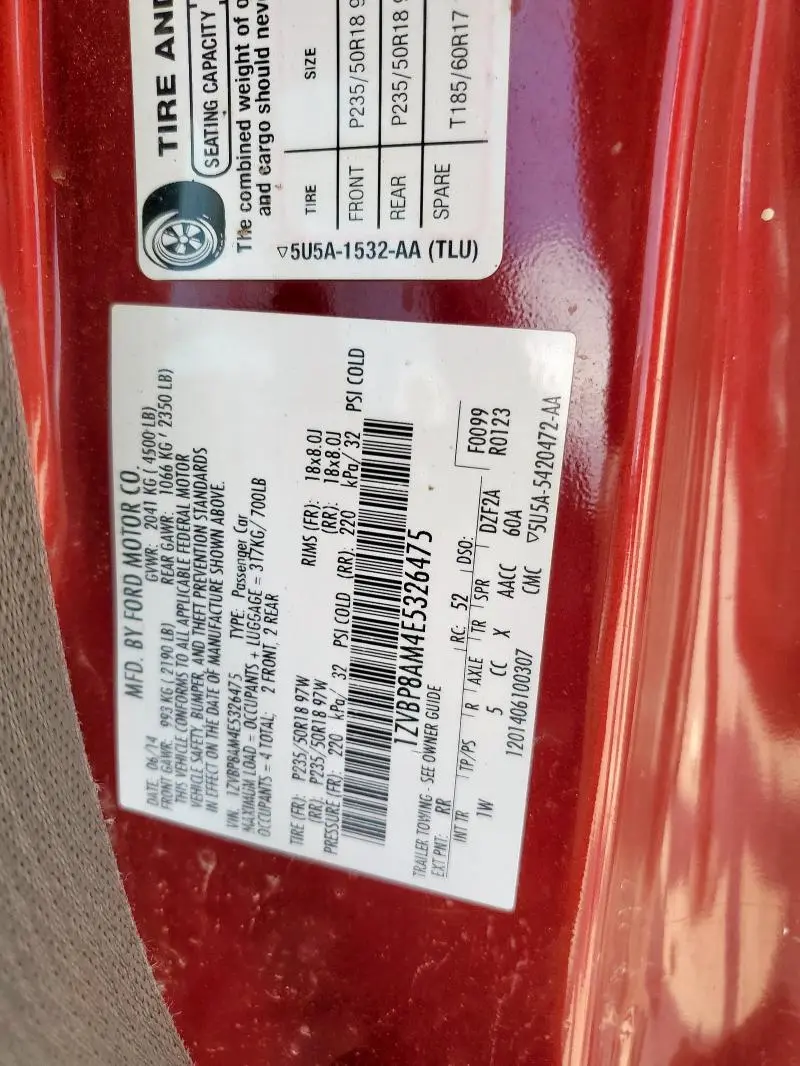 TIRE AN
SEATING CAPACITY
The combined weight of o
and cargo should nev
TIRE SIZE
FRONT P235/50R18 9
REAR P235/50R18 9
SPARE T185/60R17
▽5U5A-1532-AA (TLU)
MFD. BY FORD MOTOR CO.
DATE: 06/14 GVWR: 2041 KG ( 4500 LB)
FRONT GAWR: 993 KG ( 2190 LB) REAR GAWR: 1066 KG ( 2350 LB)
THIS VEHICLE CONFORMS TO ALL APPLICABLE FEDERAL MOTOR
VEHICLE SAFETY, BUMPER, AND THEFT PREVENTION STANDARDS
IN EFFECT ON THE DATE OF MANUFACTURE SHOWN ABOVE.
VIN: 1ZVBP8AM4E5326475 TYPE: Passenger Car
MAXIMUM LOAD = OCCUPANTS + LUGGAGE = 317KG/ 700LB
OCCUPANTS = 4 TOTAL: 2 FRONT, 2 REAR
TIRE (FR): P235/50R18 97W RIMS (FR): 18x8.0J
(RR): P235/50R18 97W (RR): 18x8.0J
PRESSURE (FR): 220 kPa/ 32 PSI COLD (RR): 220 kPa/ 32 PSI COLD
1ZVBP8AM4E5326475
TRAILER TOWING - SEE OWNER GUIDE
EXT PNT: RR RC: 52 DSO: F0099
R0123
INT TR TP/PS R AXLE TR SPR DZF2A
1W 5 CC X AACC 60A
1201406100307 CMC ▽5U5A-5420472-AA